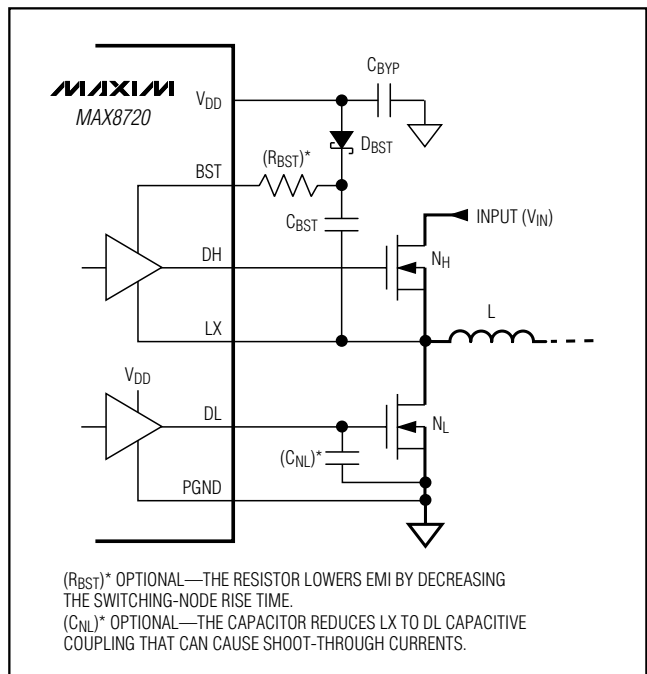 MAXIM
MAX8720
VDD
CBYP
DBST
BST
(RBST)*
CBST
INPUT (VIN)
DH
NH
LX
L
VDD
DL
NL
(CNL)*
PGND
(RBST)* OPTIONAL—THE RESISTOR LOWERS EMI BY DECREASING
THE SWITCHING-NODE RISE TIME.
(CNL)* OPTIONAL—THE CAPACITOR REDUCES LX TO DL CAPACITIVE
COUPLING THAT CAN CAUSE SHOOT-THROUGH CURRENTS.